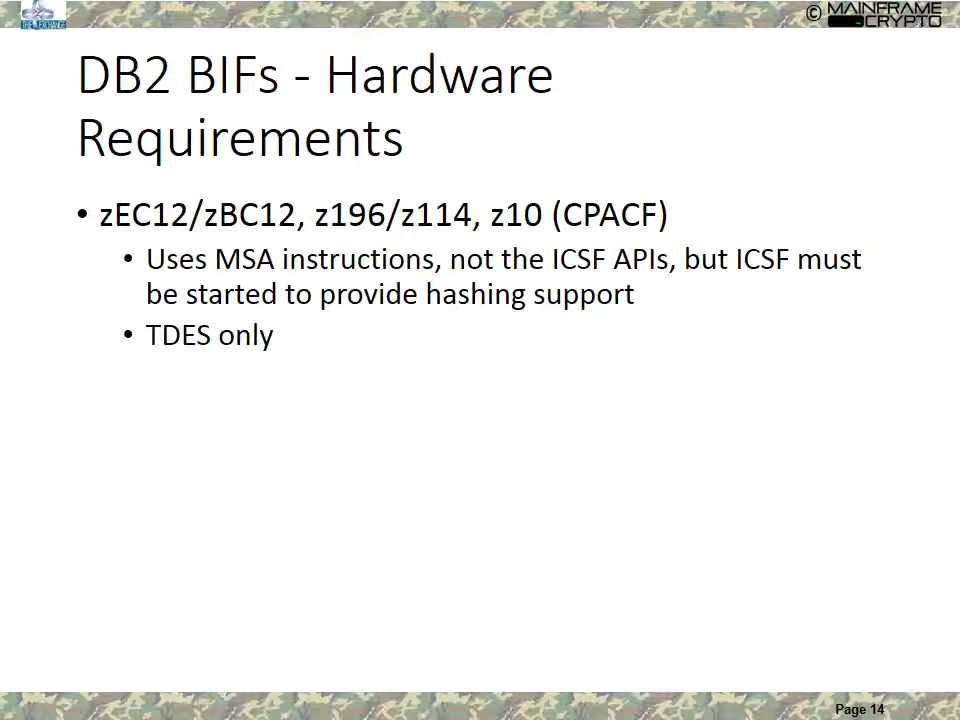 © MAINFRAME
CRYPTO
DB2 BIFs - Hardware
Requirements
• zEC12/zBC12, z196/z114, z10 (CPACF)
• Uses MSA instructions, not the ICSF APIs, but ICSF must
be started to provide hashing support
• TDES only
Page 14